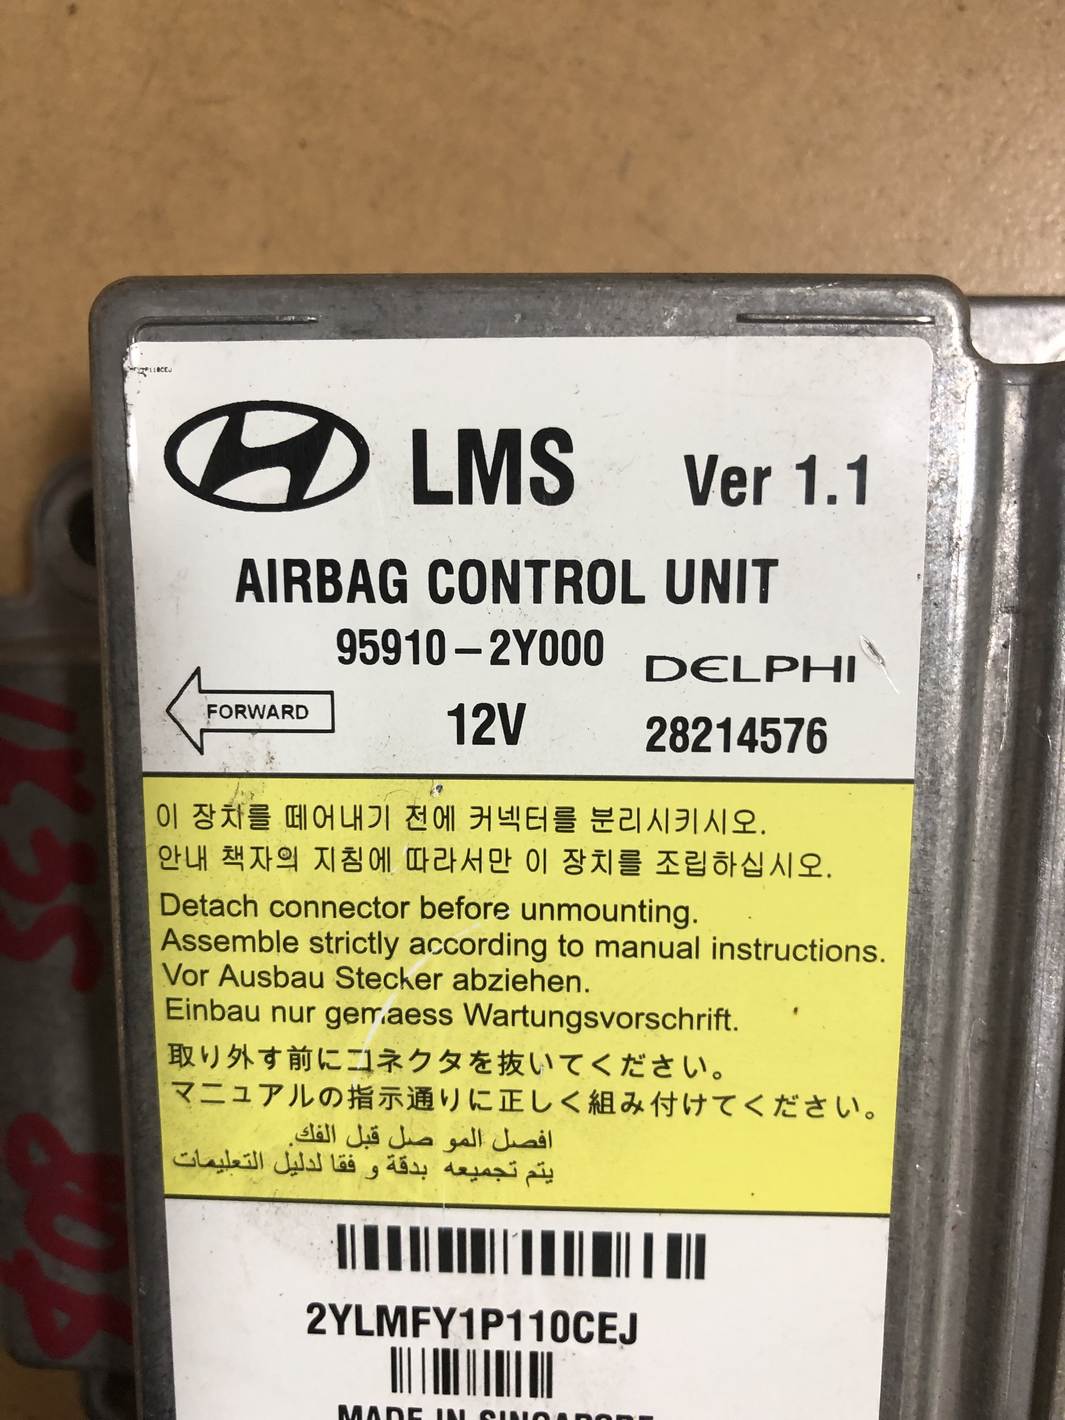 LMS Ver 1.1
AIRBAG CONTROL UNIT
95910-2Y000
DELPHI
FORWARD
12V
28214576
이 장치를 떼어내기 전에 커넥터를 분리시키시오.
안내 책자의 지침에 따라서만 이 장치를 조립하십시오.
Detach connector before unmounting.
Assemble strictly according to manual instructions.
Vor Ausbau Stecker abziehen.
Einbau nur gemaess Wartungsvorschrift.
取り外す前にコネクタを抜いてください。
マニュアルの指示通りに正しく組み付けてください。
افصل المو صل قبل الفك.
يتم تجميعه بدقة و فقا لدليل التعليمات
2YLMFY1P110CEJ
MADE IN SINGAPORE